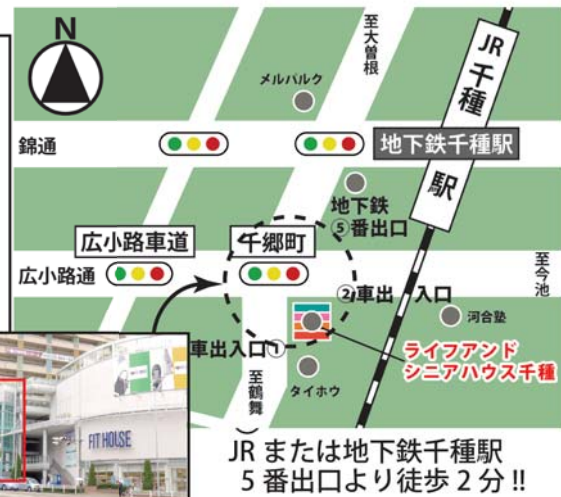 N
至大曽根
JR千種駅
メルパルク
錦通
地下鉄千種駅
地下鉄
⑤番出口
広小路車道
千郷町
広小路通
至今池
②車出入口
河合塾
車出入口①
ライフアンド
シニアハウス千種
至鶴舞
タイホウ
FIT HOUSE
JR または地下鉄千種駅
5 番出口より徒歩 2 分 !!